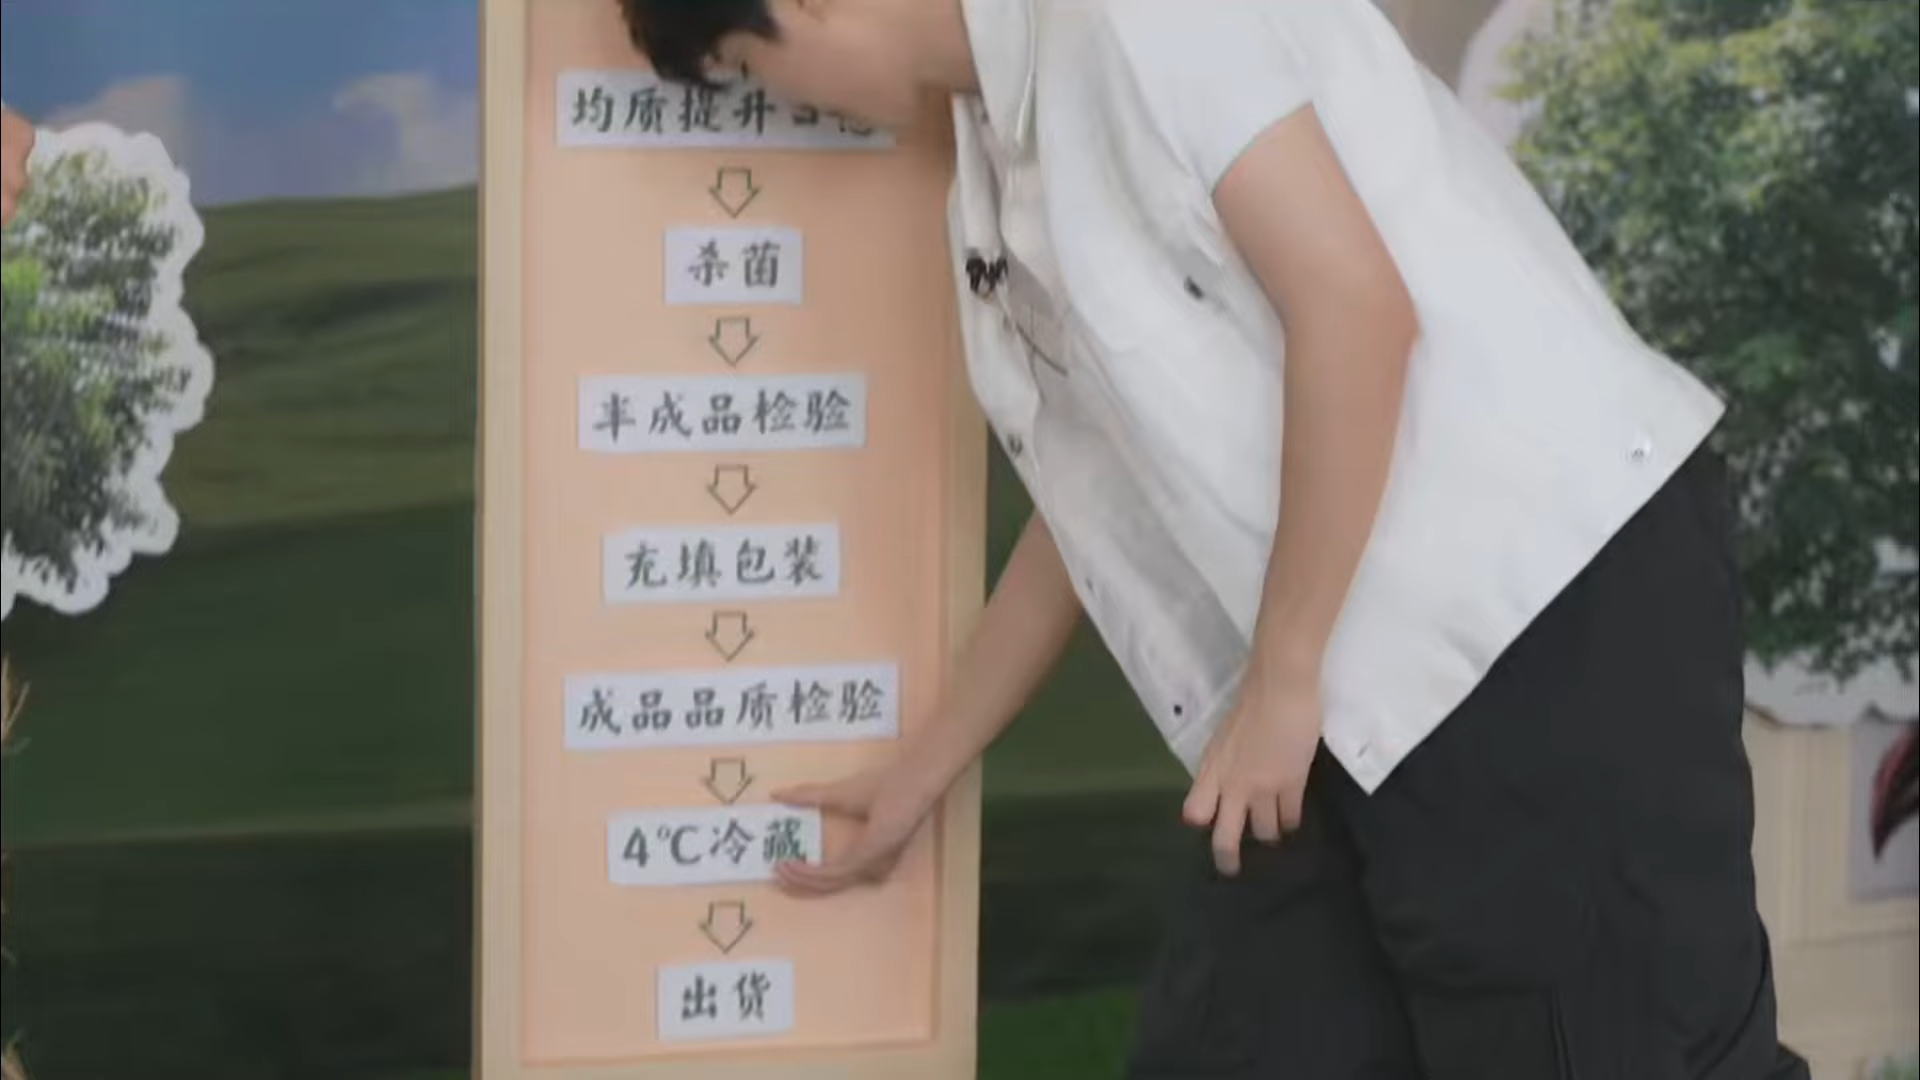 均质提升
杀菌
半成品检验
充填包装
成品品质检验
4℃冷藏
出货